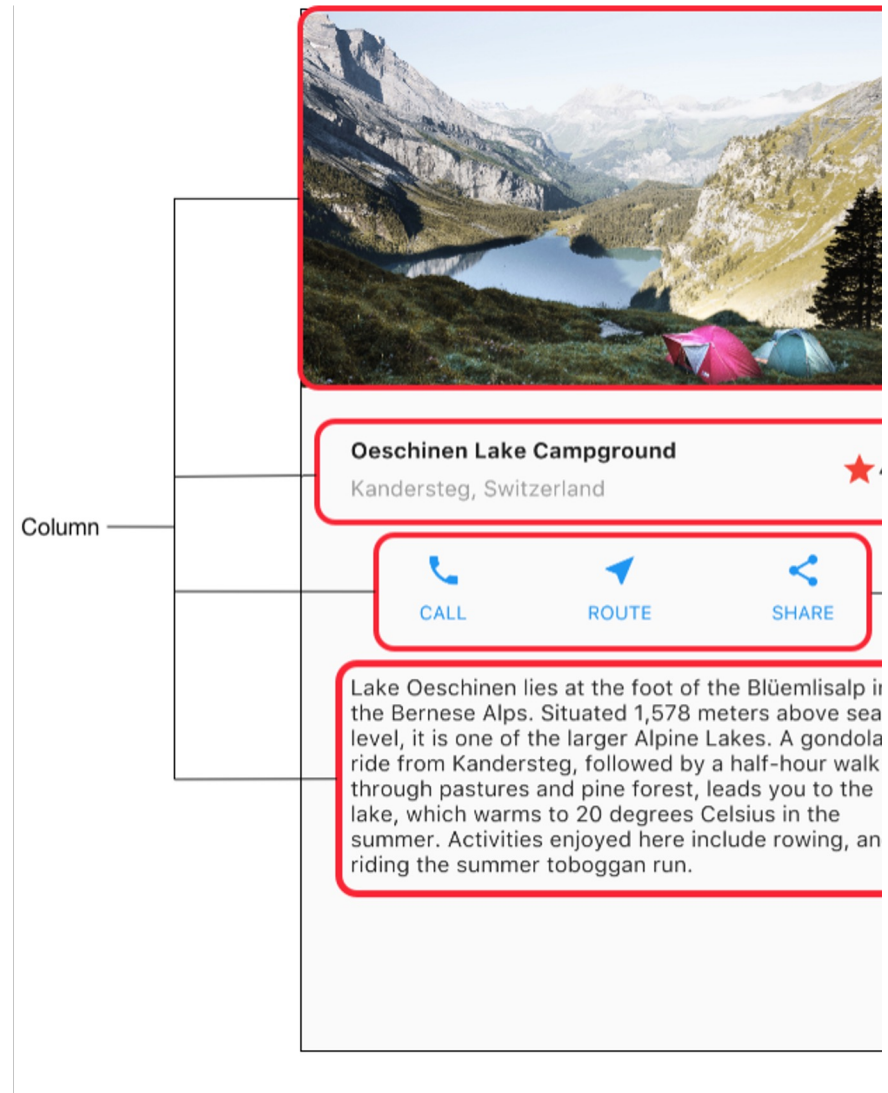 Oeschinen Lake Campground
Kandersteg, Switzerland
Column
CALL ROUTE SHARE
Lake Oeschinen lies at the foot of the Blüemlisalp
the Bernese Alps. Situated 1,578 meters above sea
level, it is one of the larger Alpine Lakes. A gondola
ride from Kandersteg, followed by a half-hour walk
through pastures and pine forest, leads you to the
lake, which warms to 20 degrees Celsius in the
summer. Activities enjoyed here include rowing,
riding the summer toboggan run.